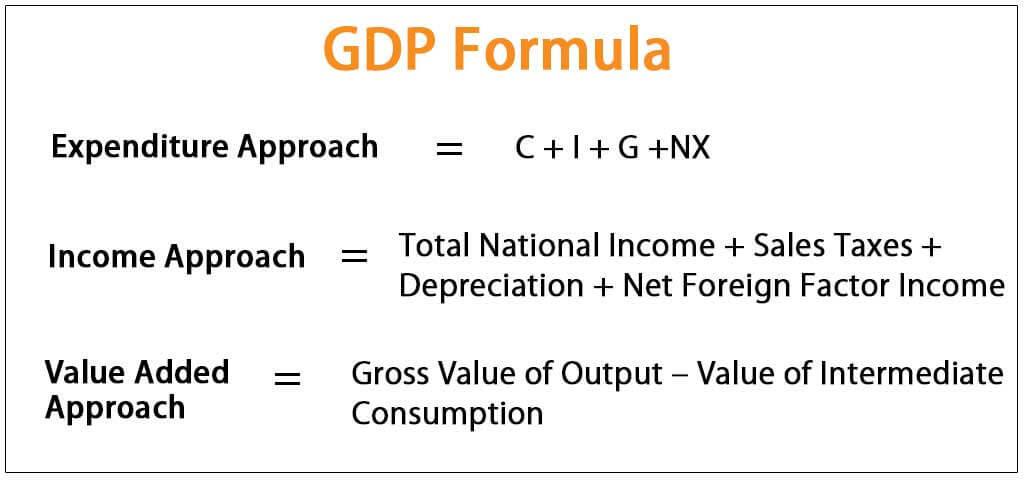 GDP Formula
Expenditure Approach = C + I + G +NX
Income Approach = Total National Income + Sales Taxes +
Depreciation + Net Foreign Factor Income
Value Added = Gross Value of Output – Value of Intermediate
Approach Consumption